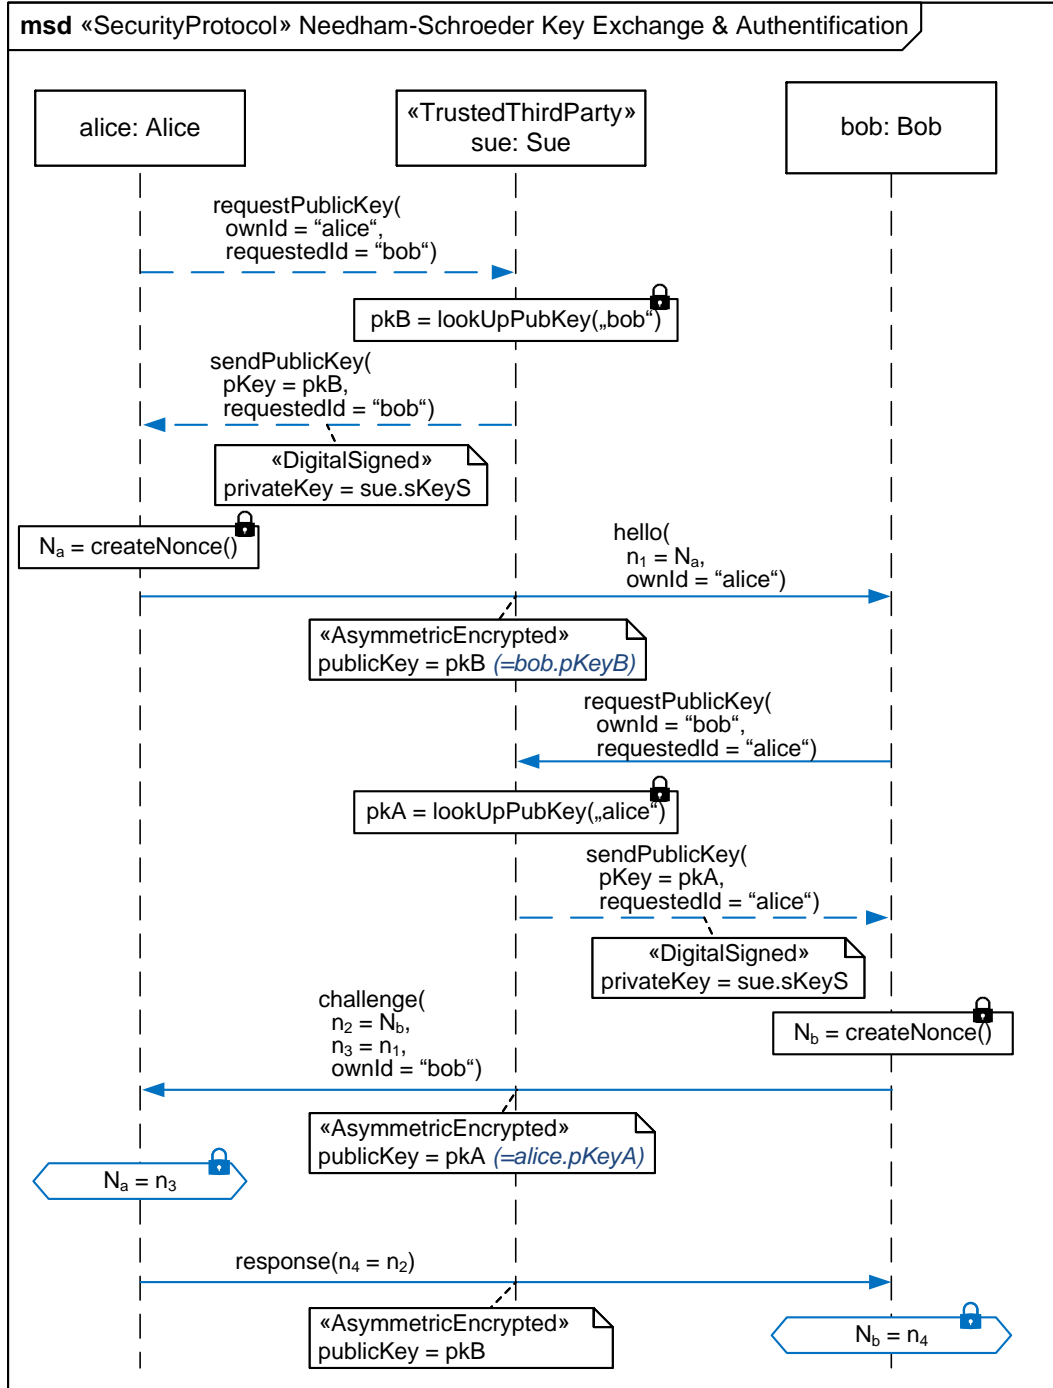 msd «SecurityProtocol» Needham-Schroeder Key Exchange & Authentification
alice: Alice
«TrustedThirdParty»
sue: Sue
bob: Bob
requestPublicKey(
ownId = “alice“,
requestedId = “bob“)
pkB = lookUpPubKey(„bob“)
sendPublicKey(
pKey = pkB,
requestedId = “bob“)
«DigitalSigned»
privateKey = sue.sKeyS
Nₐ = createNonce()
hello(
n₁ = Nₐ,
ownId = “alice“)
«AsymmetricEncrypted»
publicKey = pkB (=bob.pKeyB)
requestPublicKey(
ownId = “bob“,
requestedId = “alice“)
pkA = lookUpPubKey(„alice“)
sendPublicKey(
pKey = pkA,
requestedId = “alice“)
«DigitalSigned»
privateKey = sue.sKeyS
N_b = createNonce()
challenge(
n₂ = N_b,
n₃ = n₁,
ownId = “bob“)
«AsymmetricEncrypted»
publicKey = pkA (=alice.pKeyA)
Nₐ = n₃
response(n₄ = n₂)
«AsymmetricEncrypted»
publicKey = pkB
N_b = n₄